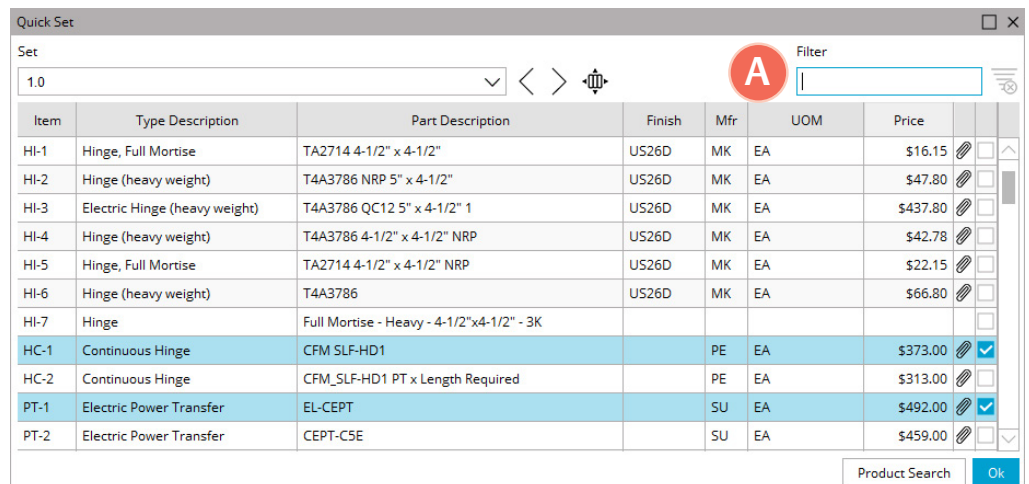 Quick Set
Set Filter
1.0 A
Item Type Description Part Description Finish Mfr UOM Price
HI-1 Hinge, Full Mortise TA2714 4-1/2" x 4-1/2" US26D MK EA $16.15
HI-2 Hinge (heavy weight) T4A3786 NRP 5" x 4-1/2" US26D MK EA $47.80
HI-3 Electric Hinge (heavy weight) T4A3786 QC12 5" x 4-1/2" 1 US26D MK EA $437.80
HI-4 Hinge (heavy weight) T4A3786 4-1/2" x 4-1/2" NRP US26D MK EA $42.78
HI-5 Hinge, Full Mortise TA2714 4-1/2" x 4-1/2" NRP US26D MK EA $22.15
HI-6 Hinge (heavy weight) T4A3786 US26D MK EA $66.80
HI-7 Hinge Full Mortise - Heavy - 4-1/2"x4-1/2" - 3K
HC-1 Continuous Hinge CFM SLF-HD1 PE EA $373.00
HC-2 Continuous Hinge CFM_SLF-HD1 PT x Length Required PE EA $313.00
PT-1 Electric Power Transfer EL-CEPT SU EA $492.00
PT-2 Electric Power Transfer CEPT-C5E SU EA $459.00
Product Search Ok